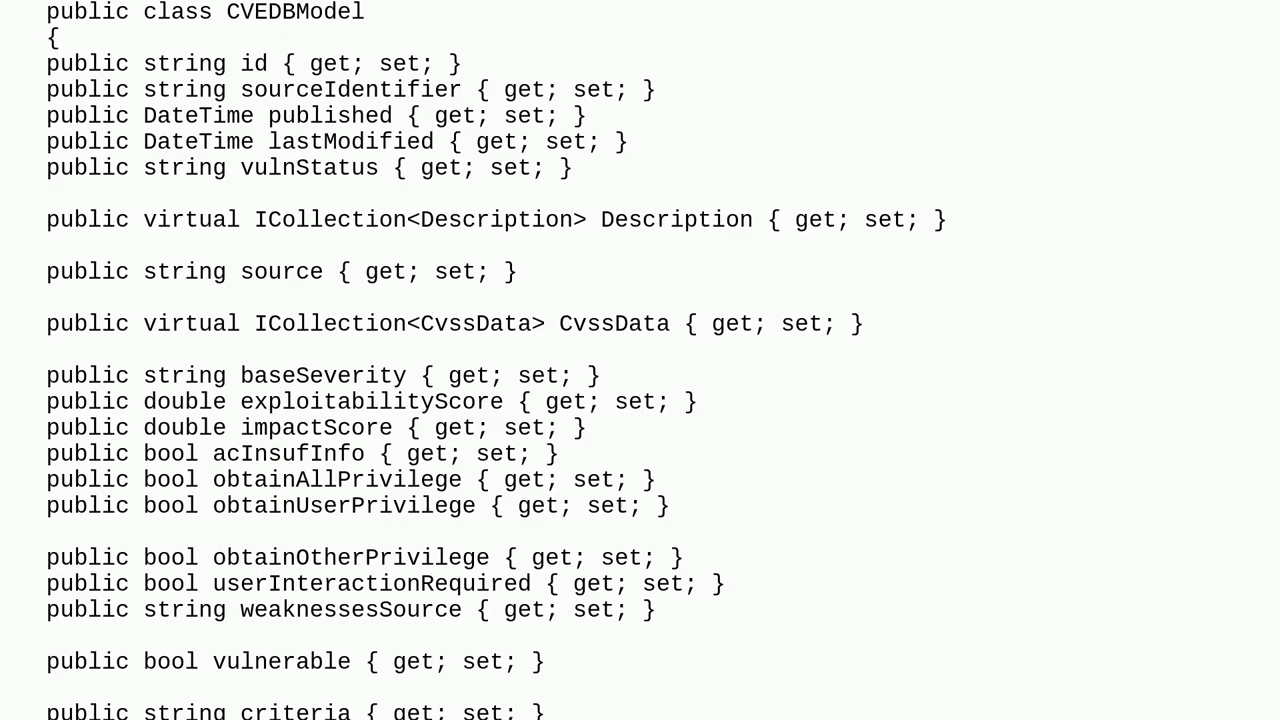 public class CVEDBModel
{
public string id { get; set; }
public string sourceIdentifier { get; set; }
public DateTime published { get; set; }
public DateTime lastModified { get; set; }
public string vulnStatus { get; set; }
public virtual ICollection<Description> Description { get; set; }
public string source { get; set; }
public virtual ICollection<CvssData> CvssData { get; set; }
public string baseSeverity { get; set; }
public double exploitabilityScore { get; set; }
public double impactScore { get; set; }
public bool acInsufInfo { get; set; }
public bool obtainAllPrivilege { get; set; }
public bool obtainUserPrivilege { get; set; }
public bool obtainOtherPrivilege { get; set; }
public bool userInteractionRequired { get; set; }
public string weaknessesSource { get; set; }
public bool vulnerable { get; set; }
public string criteria { get; set; }